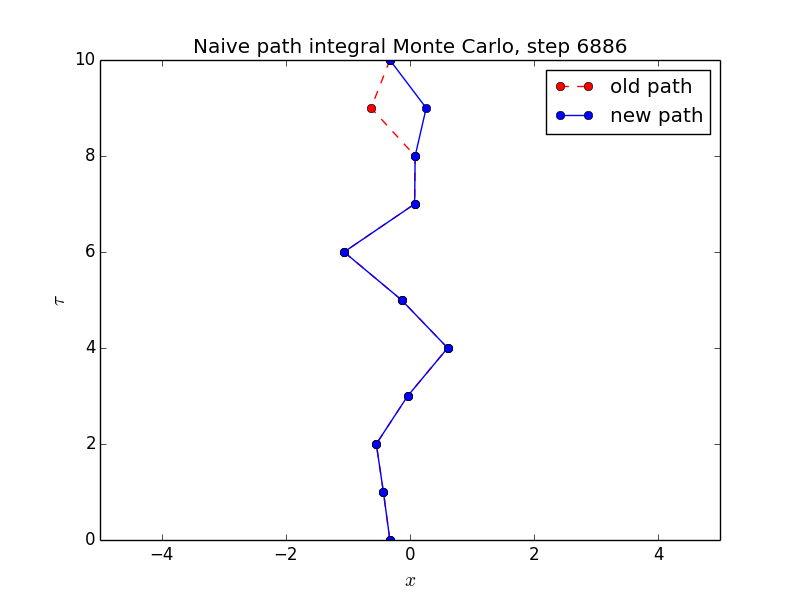 Naive path integral Monte Carlo, step 6886
old path
new path
10
8
6
4
2
0
τ
−4
−2
0
2
4
x